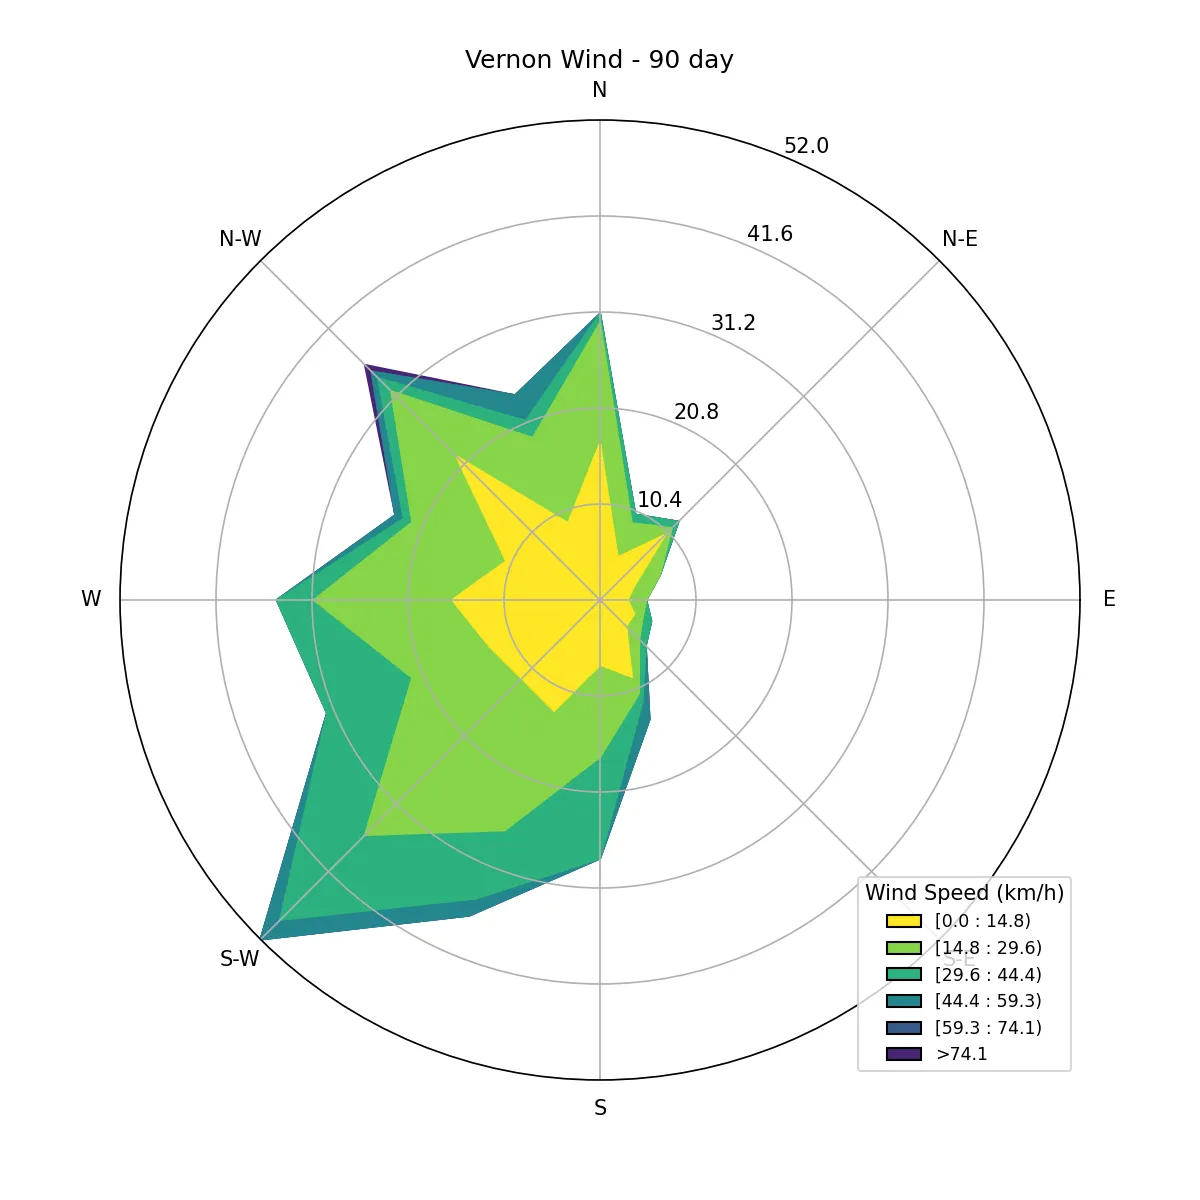 Vernon Wind - 90 day
N
52.0
N-W
41.6
N-E
31.2
20.8
10.4
W
E
S-W
S-E
S
Wind Speed (km/h)
[0.0 : 14.8)
[14.8 : 29.6)
[29.6 : 44.4)
[44.4 : 59.3)
[59.3 : 74.1)
>74.1